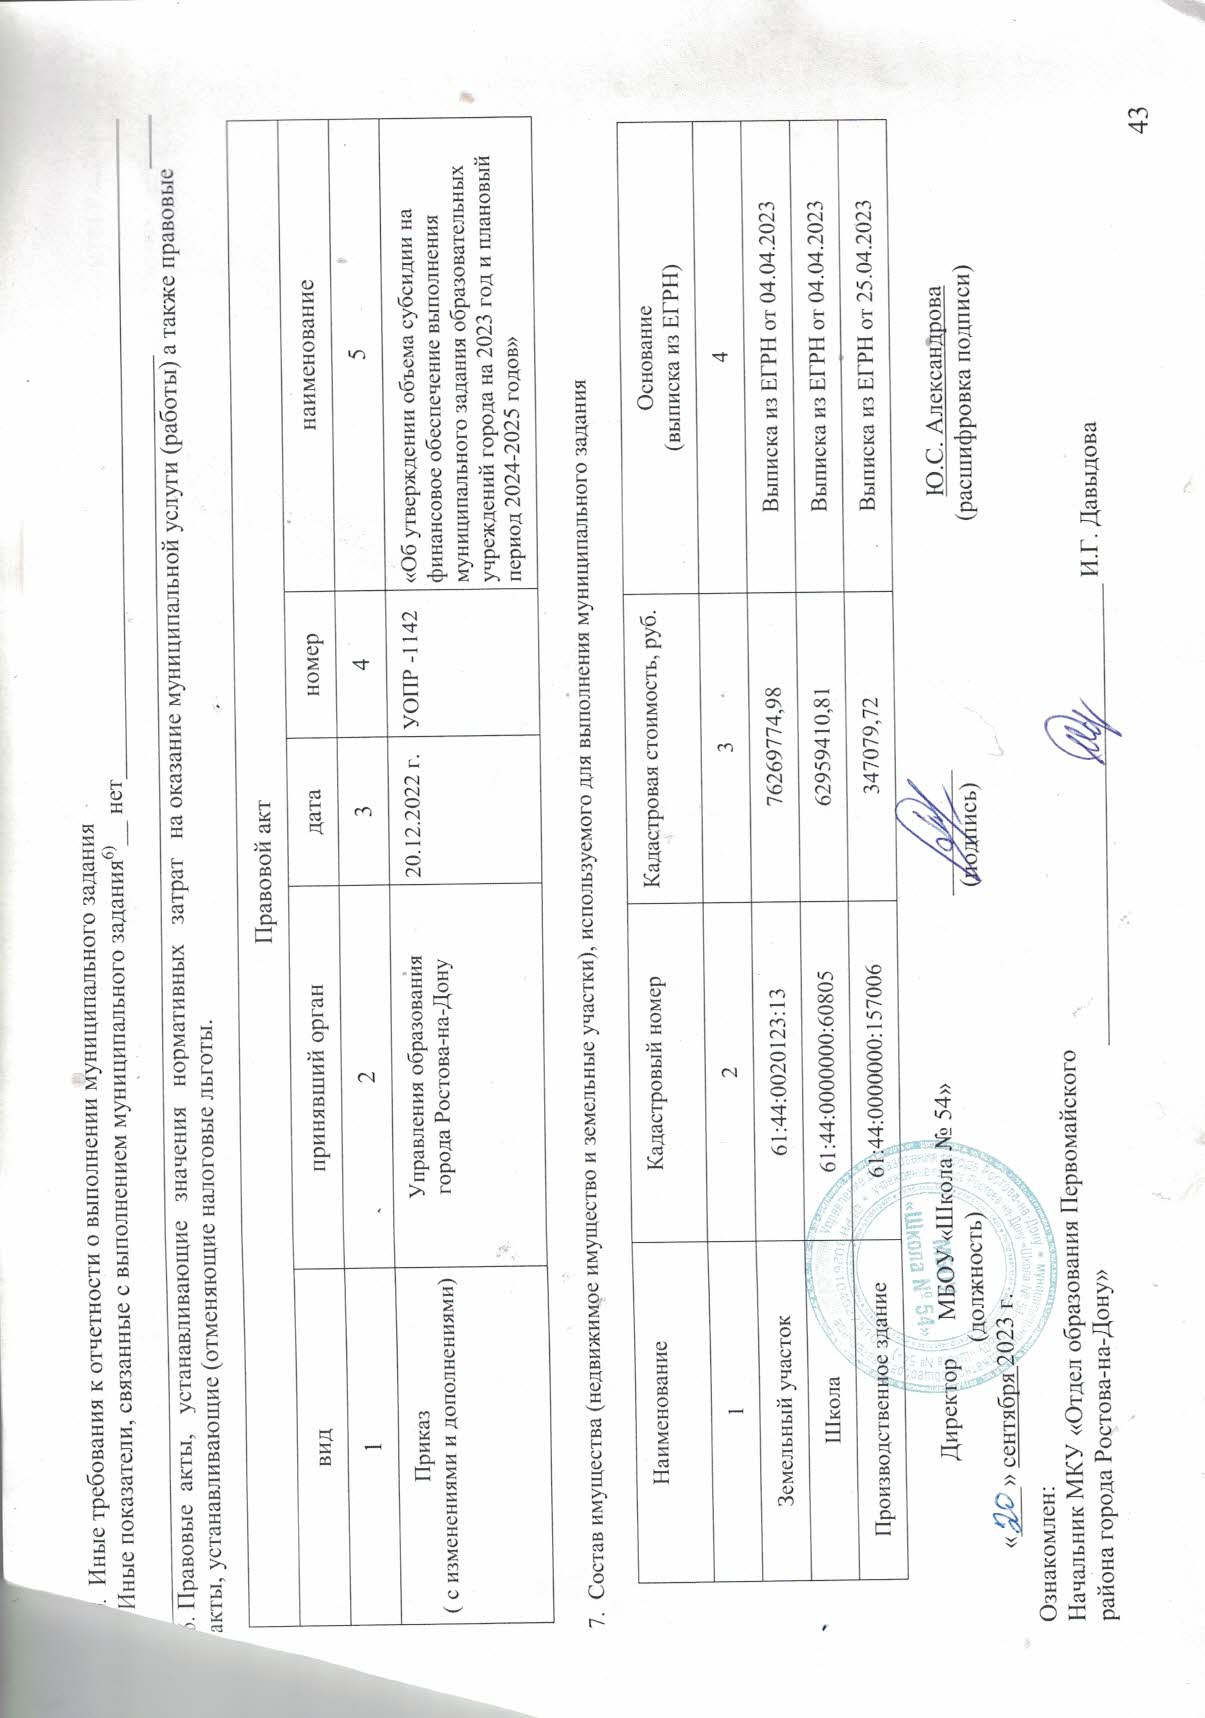 . Иные требования к отчетности о выполнении муниципального задания
Иные показатели, связанные с выполнением муниципального задания6)__ нет
6. Правовые акты, устанавливающие значения нормативных затрат на оказание муниципальной услуги (работы) а также правовые
акты, устанавливающие (отменяющие налоговые льготы.
Правовой акт
вид принявший орган дата номер наименование
1 2 3 4 5
Приказ
( с изменениями и дополнениями)
Управления образования
города Ростова-на-Дону
20.12.2022 г.
УОПР -1142
«Об утверждении объема субсидии на
финансовое обеспечение выполнения
муниципального задания образовательных
учреждений города на 2023 год и плановый
период 2024-2025 годов»
7. Состав имущества (недвижимое имущество и земельные участки), используемого для выполнения муниципального задания
Наименование Кадастровый номер Кадастровая стоимость, руб. Основание
(выписка из ЕГРН)
1 2 3 4
Земельный участок 61:44:0020123:13 76269774,98 Выписка из ЕГРН от 04.04.2023
Школа 61:44:0000000:60805 62959410,81 Выписка из ЕГРН от 04.04.2023
Производственное здание 61:44:0000000:157006 347079,72 Выписка из ЕГРН от 25.04.2023
Директор МБОУ «Школа № 54» Ю.С. Александрова
(должность) (подпись) (расшифровка подписи)
« 20 » сентября 2023 г.
«Школа № 54»
Ознакомлен:
Начальник МКУ «Отдел образования Первомайского
района города Ростова-на-Дону» И.Г. Давыдова
43